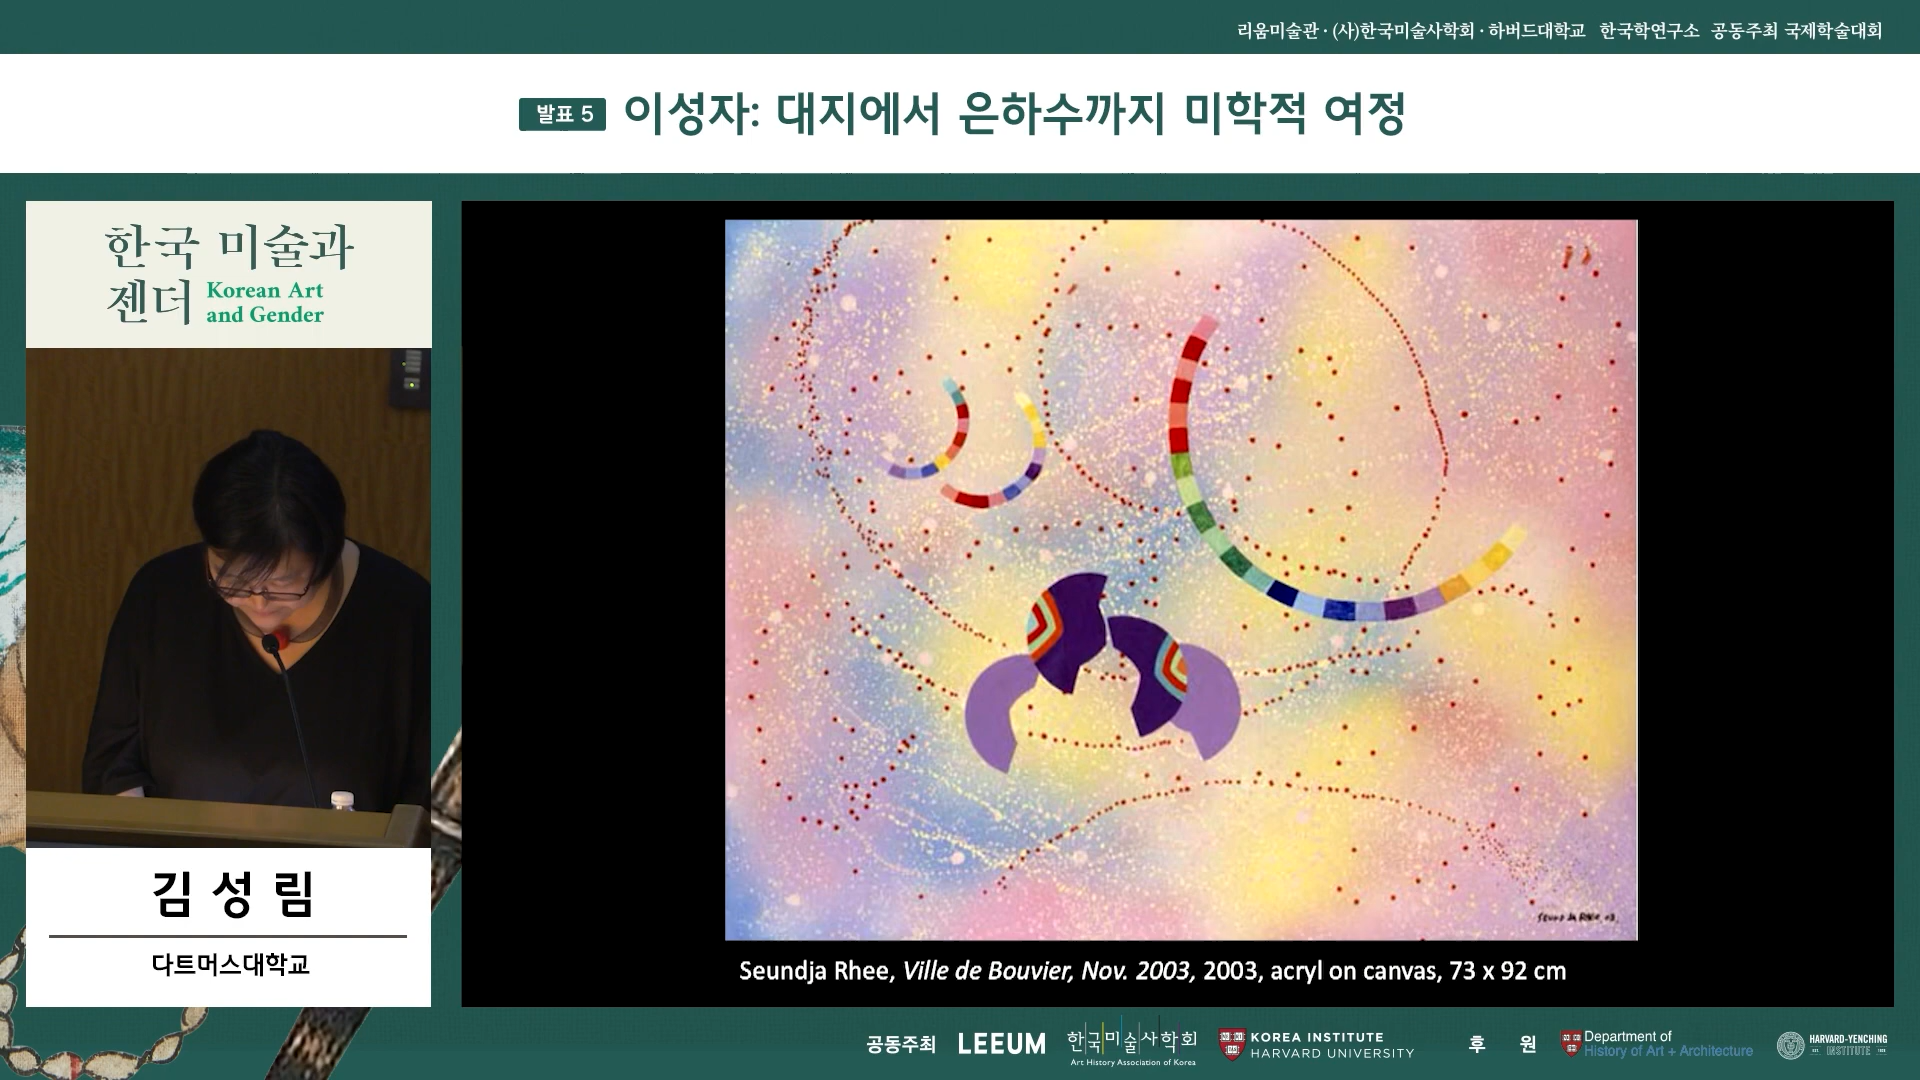 리움미술관 · (사)한국미술사학회 · 하버드대학교 한국학연구소 공동주최 국제학술대회
발표 5 이성자: 대지에서 은하수까지 미학적 여정
한국 미술과
젠더 Korean Art
and Gender
김성림
다트머스대학교
Seundja Rhee, Ville de Bouvier, Nov. 2003, 2003, acryl on canvas, 73 x 92 cm
공동주최 LEEUM
한국미술사학회
Art History Association of Korea
KOREA INSTITUTE
HARVARD UNIVERSITY
후 원
Department of
History of Art + Architecture
HARVARD-YENCHING
INSTITUTE